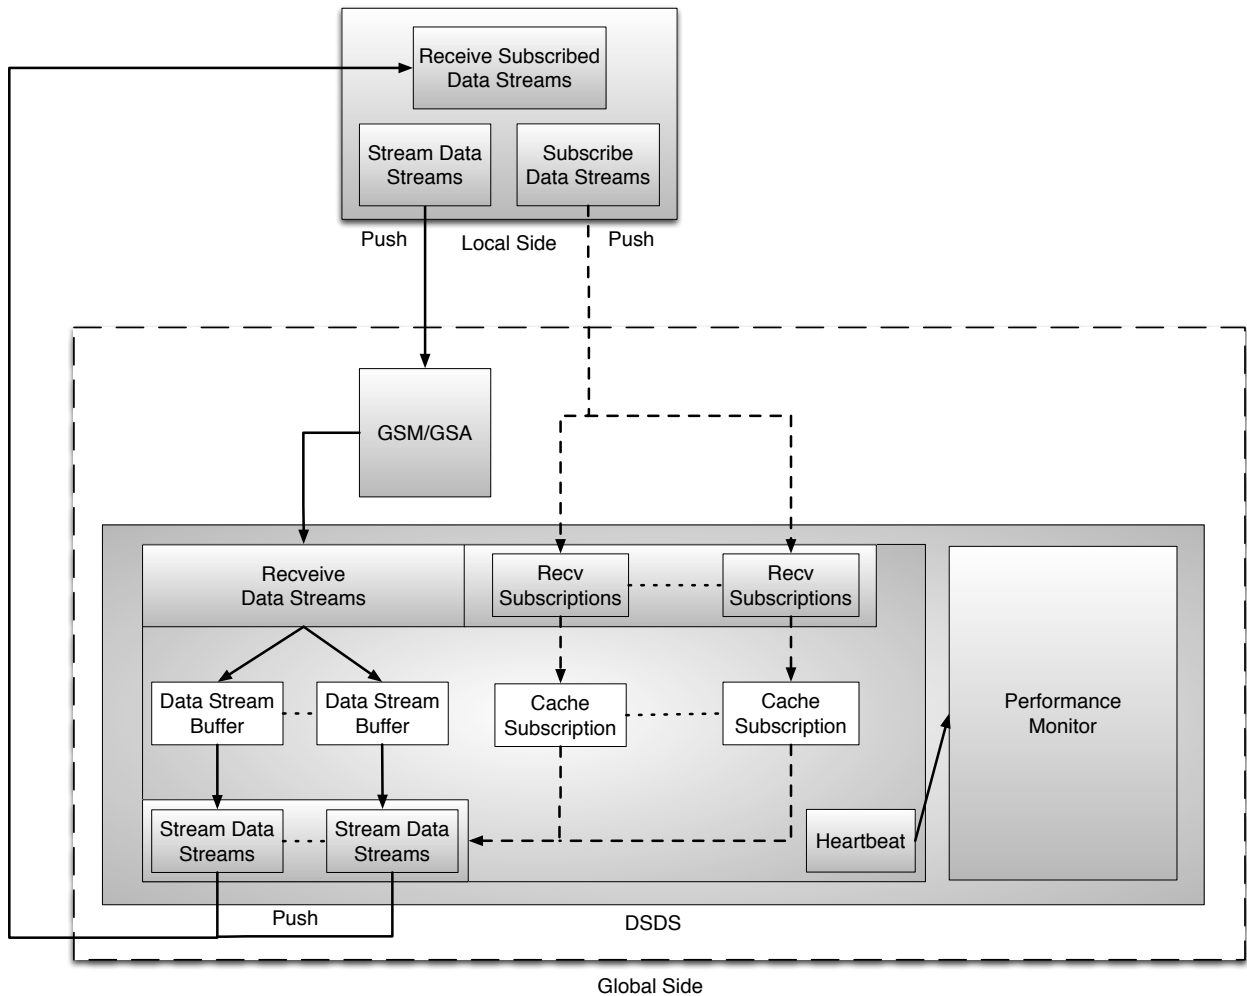 Receive Subscribed
Data Streams
Stream Data
Streams
Subscribe
Data Streams
Push
Local Side
Push
GSM/GSA
Recveive
Data Streams
Recv
Subscriptions
Recv
Subscriptions
Data Stream
Buffer
Data Stream
Buffer
Cache
Subscription
Cache
Subscription
Performance
Monitor
Stream Data
Streams
Stream Data
Streams
Heartbeat
Push
DSDS
Global Side